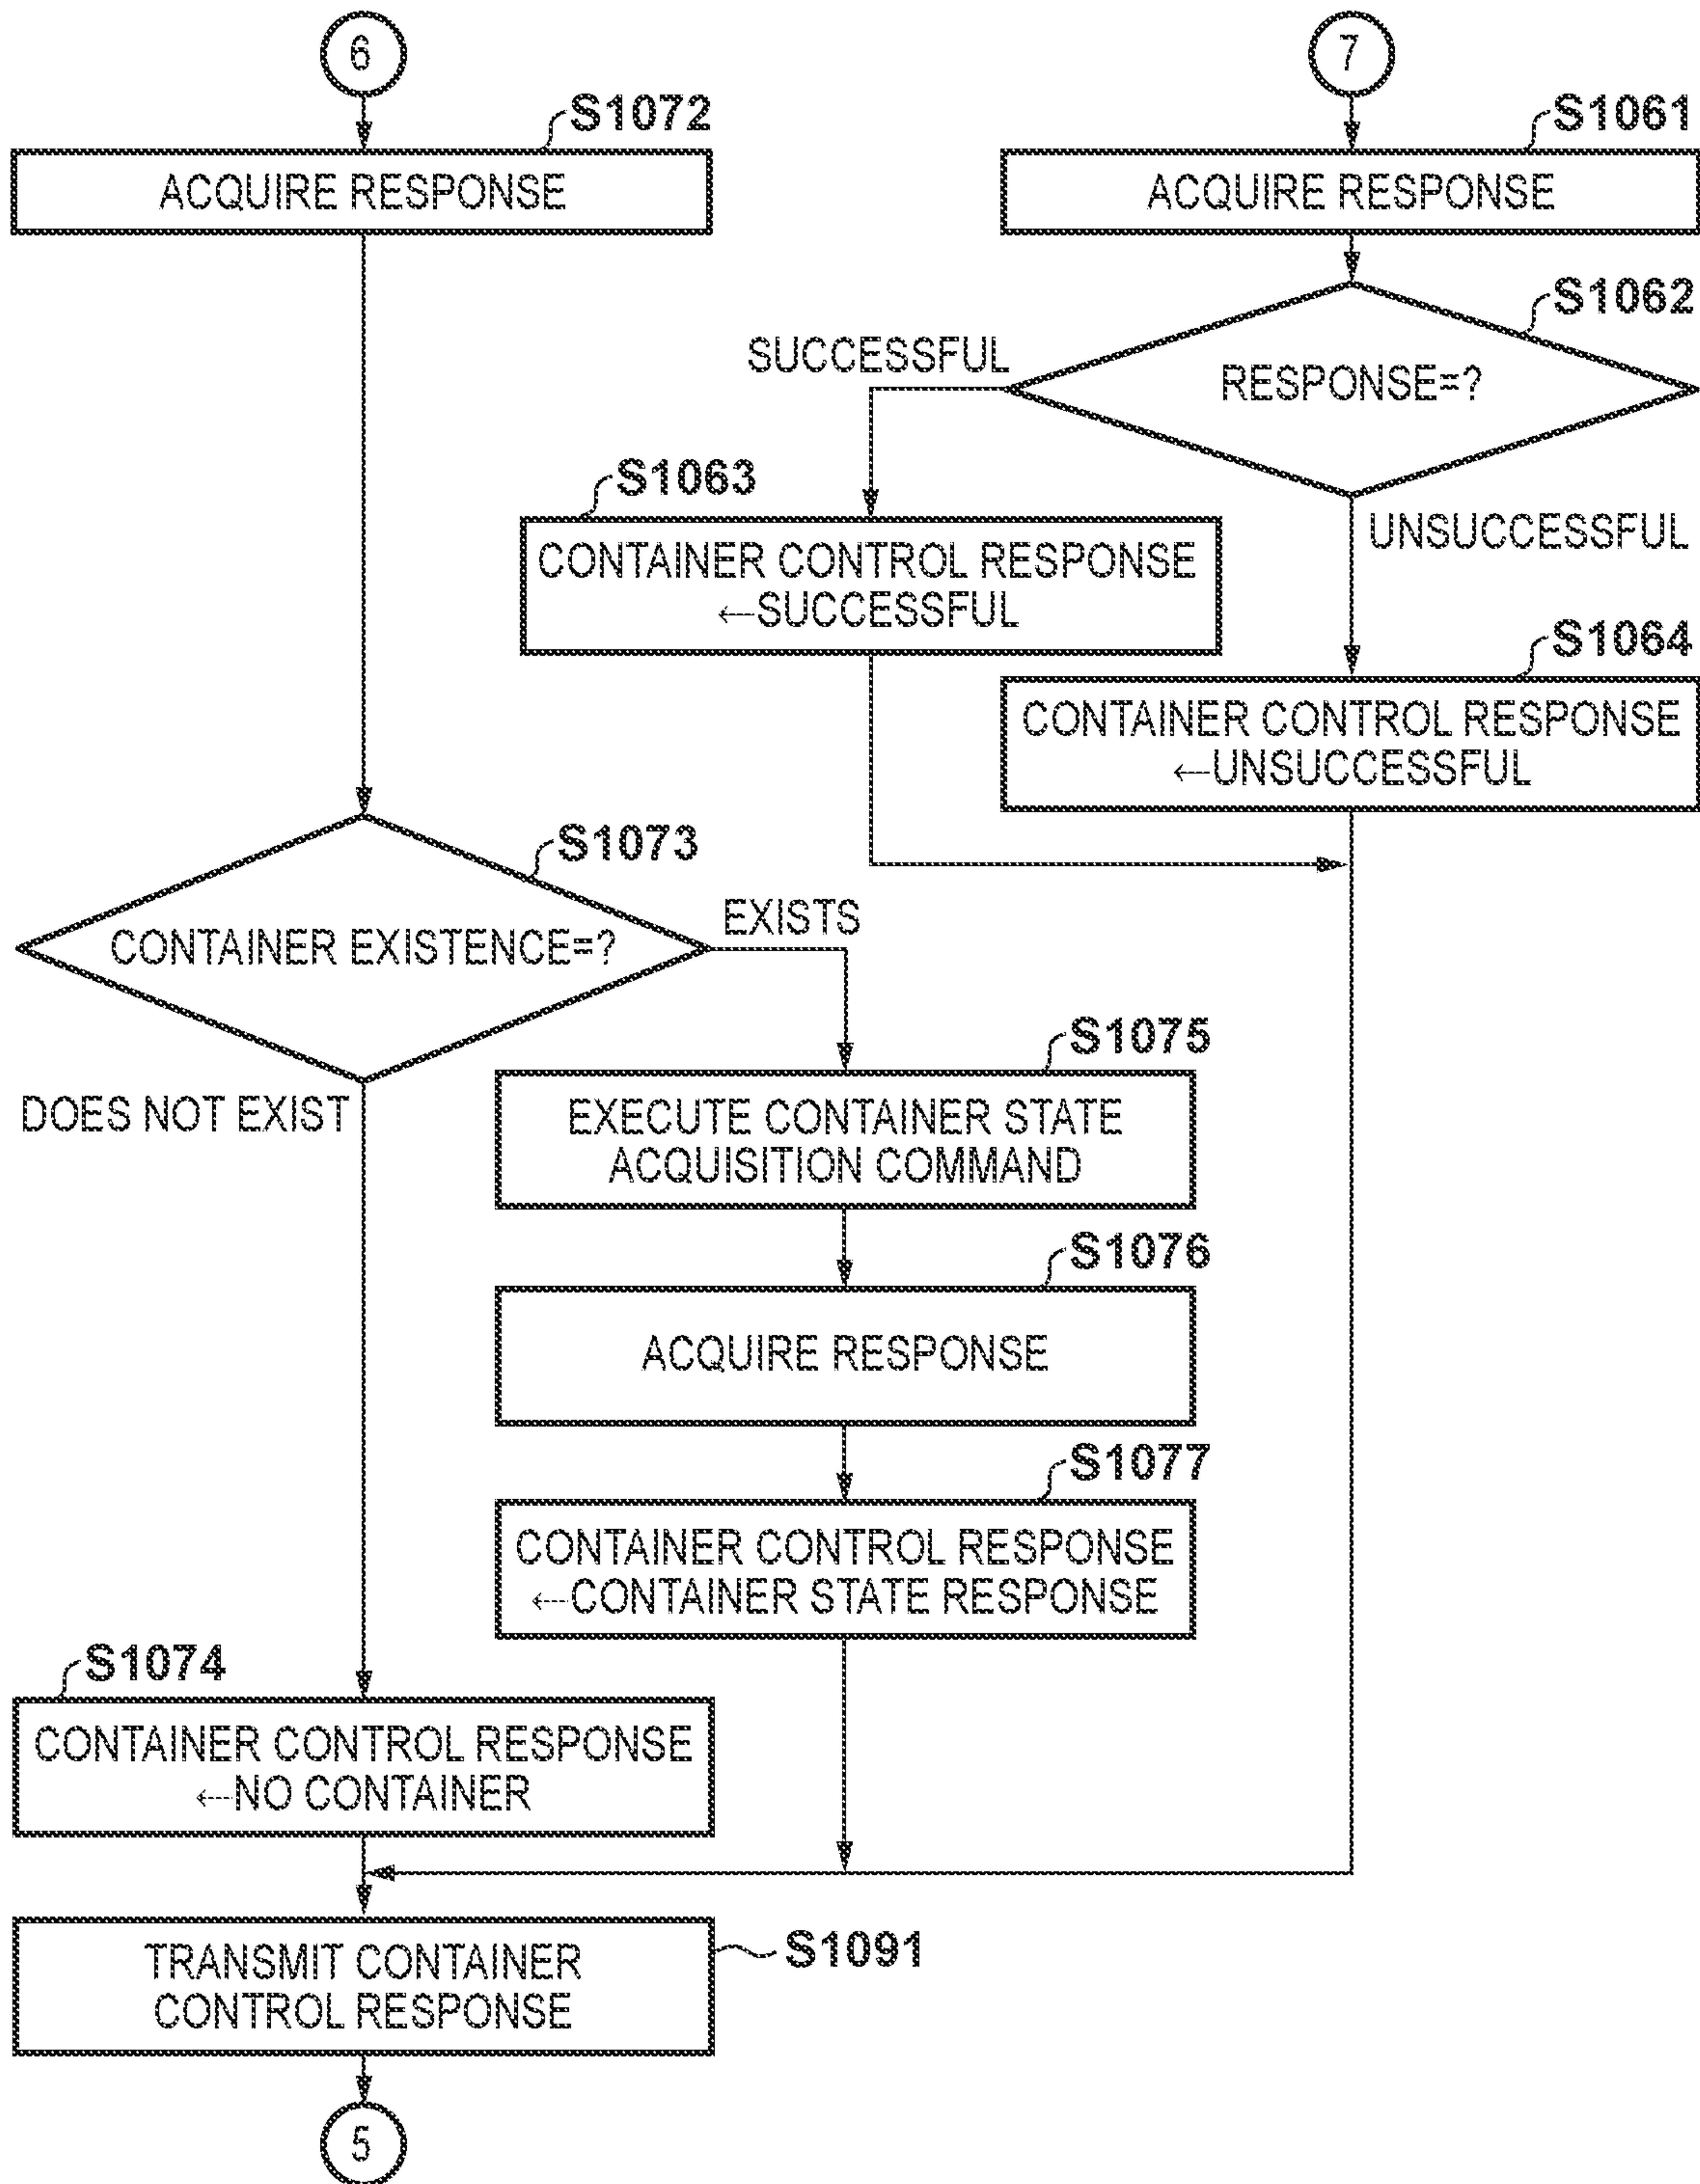 6
7
S1072
S1061
ACQUIRE RESPONSE
ACQUIRE RESPONSE
S1062
SUCCESSFUL
RESPONSE=?
S1063
UNSUCCESSFUL
CONTAINER CONTROL RESPONSE
←SUCCESSFUL
S1064
CONTAINER CONTROL RESPONSE
←UNSUCCESSFUL
S1073
EXISTS
CONTAINER EXISTENCE=?
S1075
DOES NOT EXIST
EXECUTE CONTAINER STATE
ACQUISITION COMMAND
S1076
ACQUIRE RESPONSE
S1077
CONTAINER CONTROL RESPONSE
←CONTAINER STATE RESPONSE
S1074
CONTAINER CONTROL RESPONSE
←NO CONTAINER
TRANSMIT CONTAINER
CONTROL RESPONSE
S1091
5